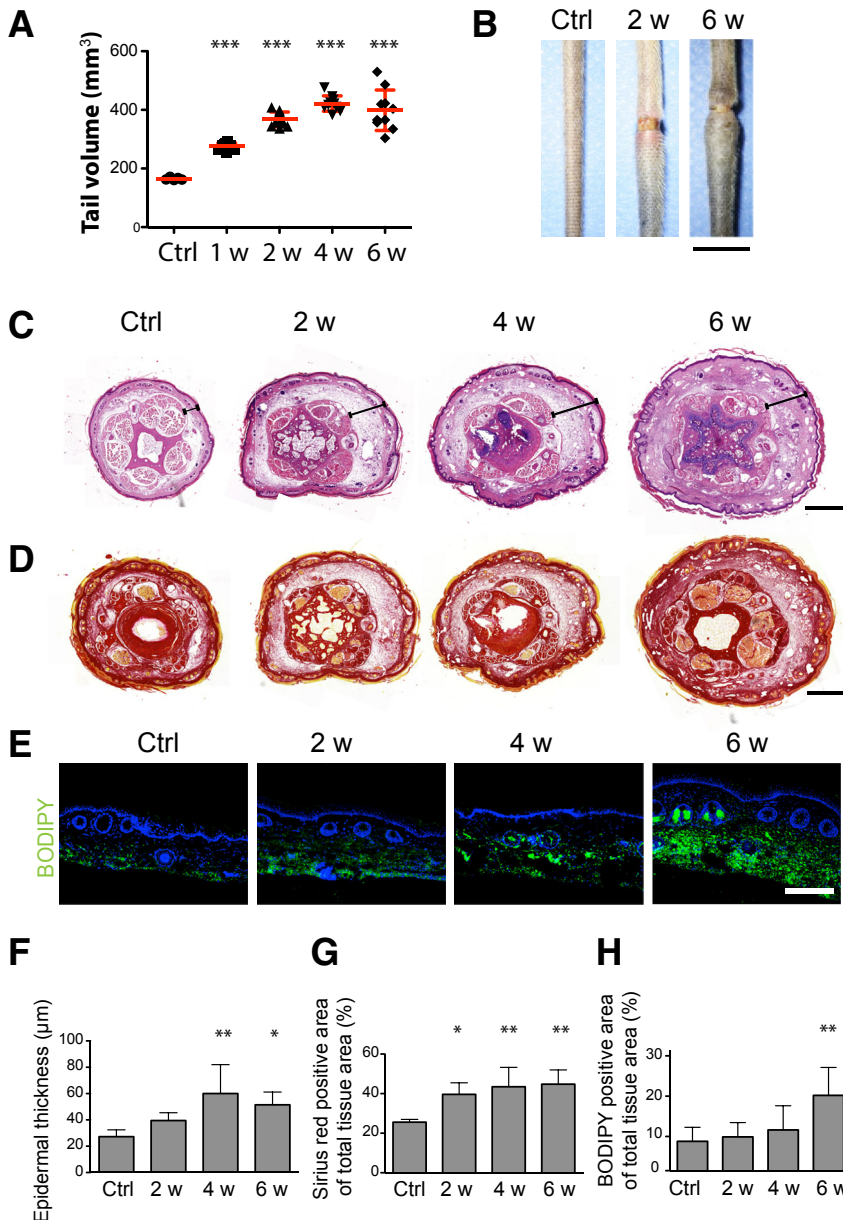 A
Tail volume (mm³)
600
400
200
0
*** *** *** ***
Ctrl 1 w 2 w 4 w 6 w
B
Ctrl 2 w 6 w
C
Ctrl 2 w 4 w 6 w
D
E
Ctrl 2 w 4 w 6 w
BODIPY
F
Epidermal thickness (μm)
100
80
60
40
20
0
** *
Ctrl 2 w 4 w 6 w
G
Sirius red positive area
of total tissue area (%)
60
40
20
0
* ** **
Ctrl 2 w 4 w 6 w
H
BODIPY positive area
of total tissue area (%)
30
20
10
0
**
Ctrl 2 w 4 w 6 w